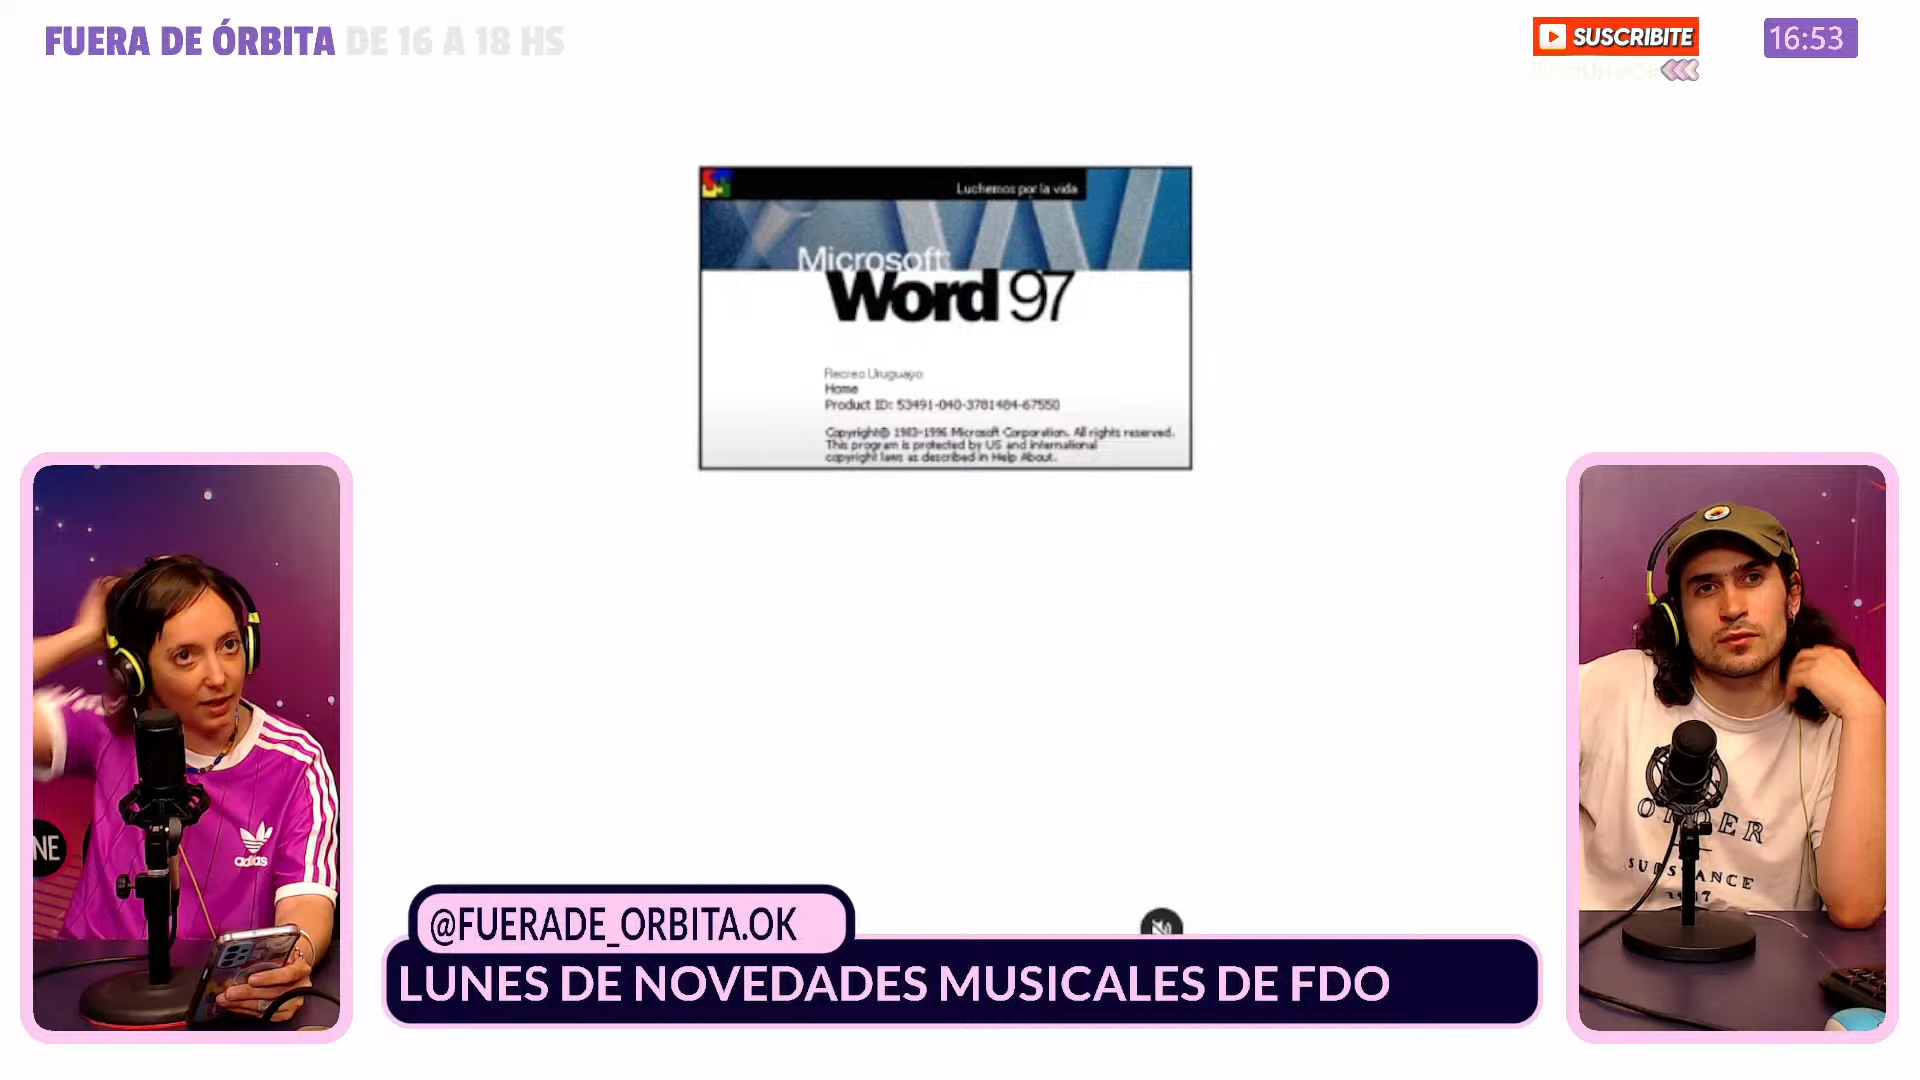 FUERA DE ÓRBITA DE 16 A 18 HS
SUSCRIBITE
16:53
Luchemos por la vida
Microsoft
Word 97
Recreo Uruguayo
Home
Product ID: 53491-040-3781484-67550
Copyright© 1983-1996 Microsoft Corporation. All rights reserved.
This program is protected by US and international
copyright laws as described in Help About.
adidas
NE
SUBSTANCE
@FUERADE_ORBITA.OK
LUNES DE NOVEDADES MUSICALES DE FDO